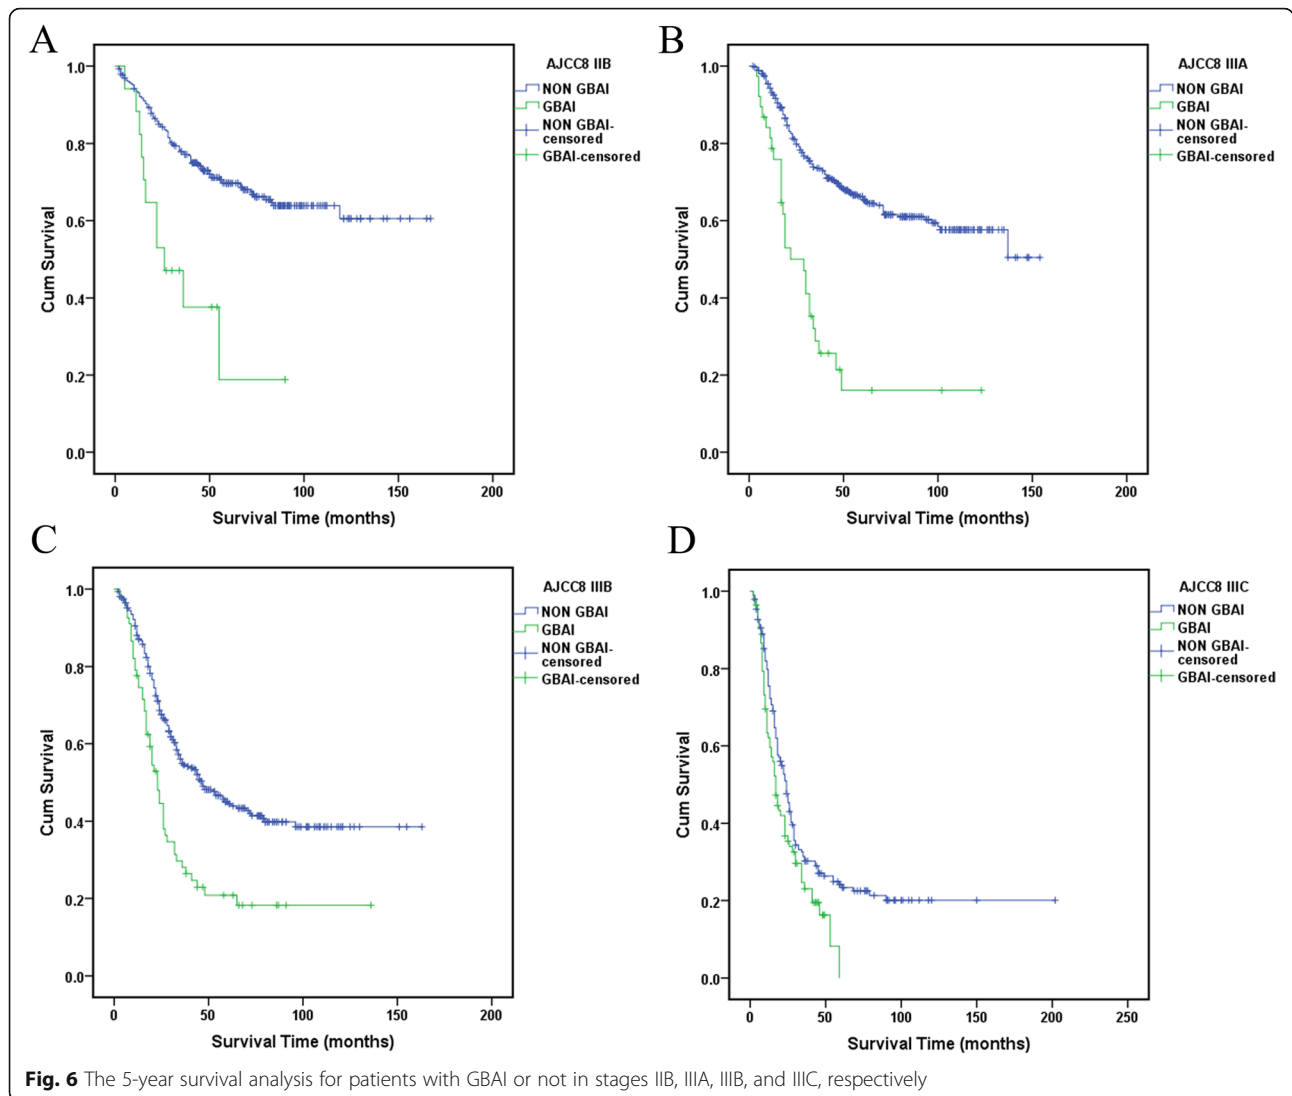 A
AJCC8 IIB
NON GBAI
GBAI
NON GBAI-
censored
GBAI-censored
1.0
0.8
0.6
0.4
0.2
0.0
Cum Survival
0 50 100 150 200
Survival Time (months)
B
AJCC8 IIIA
NON GBAI
GBAI
NON GBAI-
censored
GBAI-censored
1.0
0.8
0.6
0.4
0.2
0.0
Cum Survival
0 50 100 150 200
Survival Time (months)
C
AJCC8 IIIB
NON GBAI
GBAI
NON GBAI-
censored
GBAI-censored
1.0
0.8
0.6
0.4
0.2
0.0
Cum Survival
0 50 100 150 200
Survival Time (months)
D
AJCC8 IIIC
NON GBAI
GBAI
NON GBAI-
censored
GBAI-censored
1.0
0.8
0.6
0.4
0.2
0.0
Cum Survival
0 50 100 150 200 250
Survival Time (months)
Fig. 6 The 5-year survival analysis for patients with GBAI or not in stages IIB, IIIA, IIIB, and IIIC, respectively